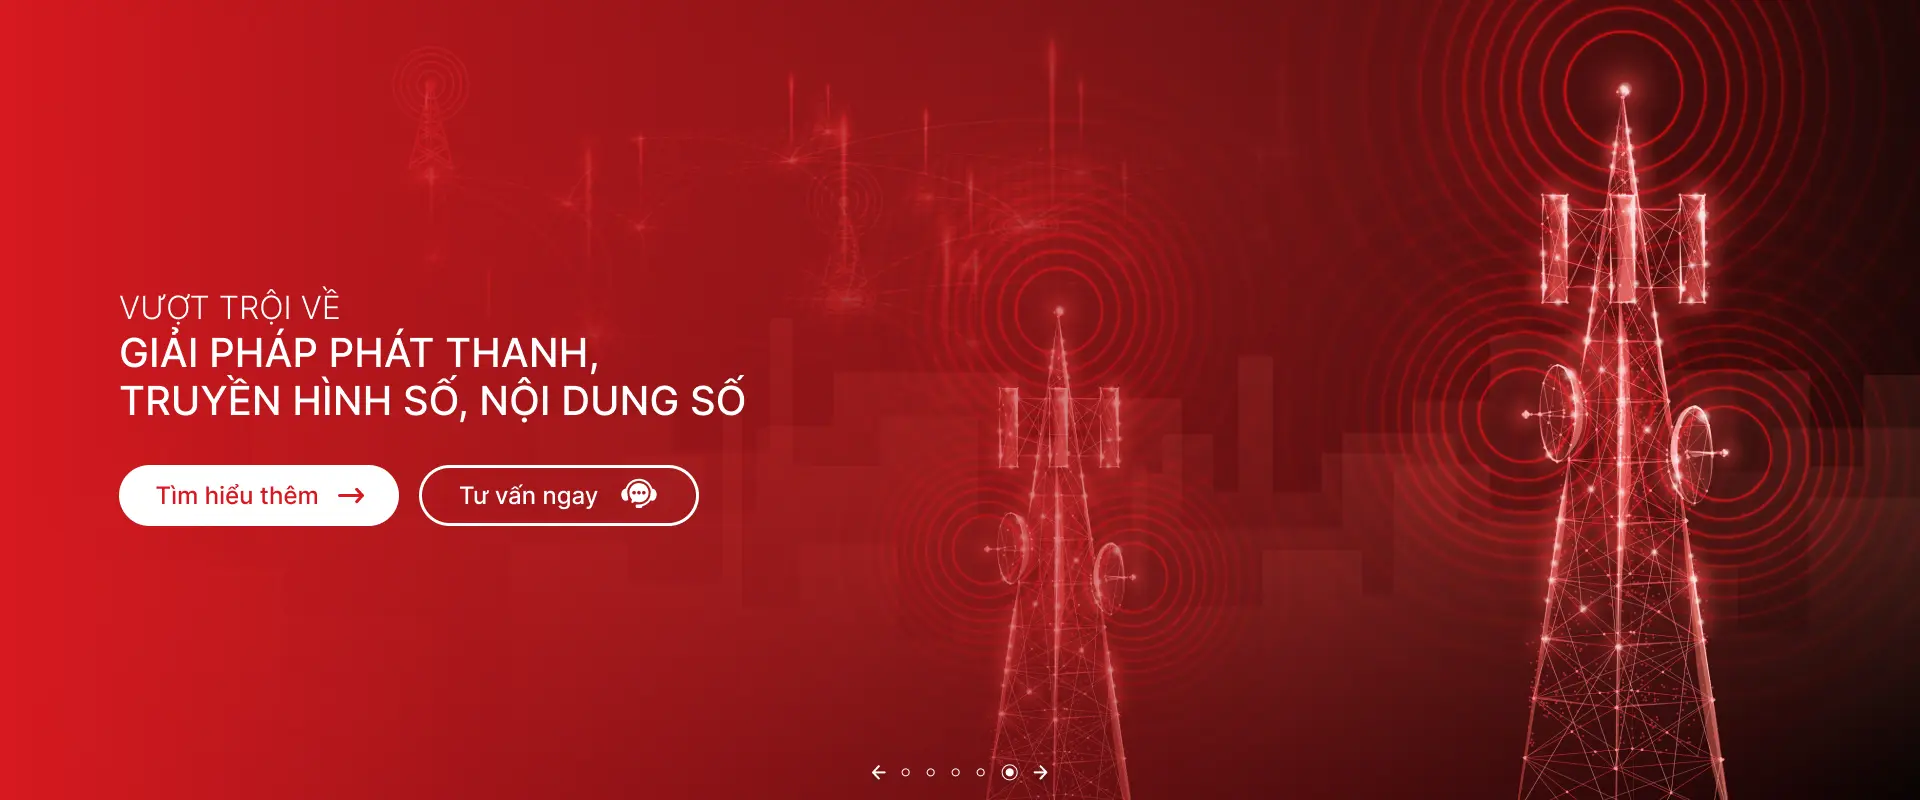 VƯỢT TRỘI VỀ
GIẢI PHÁP PHÁT THANH,
TRUYỀN HÌNH SỐ, NỘI DUNG SỐ
Tìm hiểu thêm
Tư vấn ngay